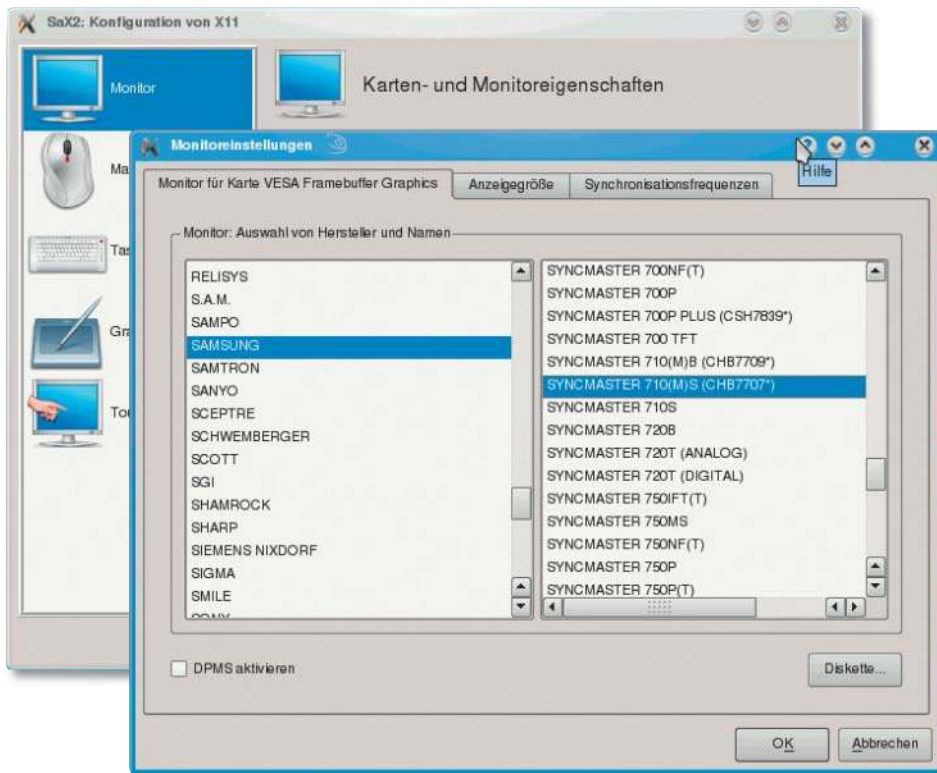 SaX2: Konfiguration von X11
Monitor
Karten- und Monitoreigenschaften
Monitoreinstellungen
Hilfe
Monitor für Karte VESA Framebuffer Graphics
Anzeigegröße
Synchronisationsfrequenzen
Monitor: Auswahl von Hersteller und Namen
RELISYS
S.A.M.
SAMPO
SAMSUNG
SAMTRON
SANYO
SCEPTRE
SCHWEMBERGER
SCOTT
SGI
SHAMROCK
SHARP
SIEMENS NIXDORF
SIGMA
SMILE
SYNCMASTER 700NF(T)
SYNCMASTER 700P
SYNCMASTER 700P PLUS (CSH7839*)
SYNCMASTER 700 TFT
SYNCMASTER 710(M)B (CHB7709*)
SYNCMASTER 710(M)S (CHB7707*)
SYNCMASTER 710S
SYNCMASTER 720B
SYNCMASTER 720T (ANALOG)
SYNCMASTER 720T (DIGITAL)
SYNCMASTER 750IFT(T)
SYNCMASTER 750MS
SYNCMASTER 750NF(T)
SYNCMASTER 750P
SYNCMASTER 750P(T)
Ma
Tas
Gra
Tou
DPMS aktivieren
Diskette...
OK
Abbrechen